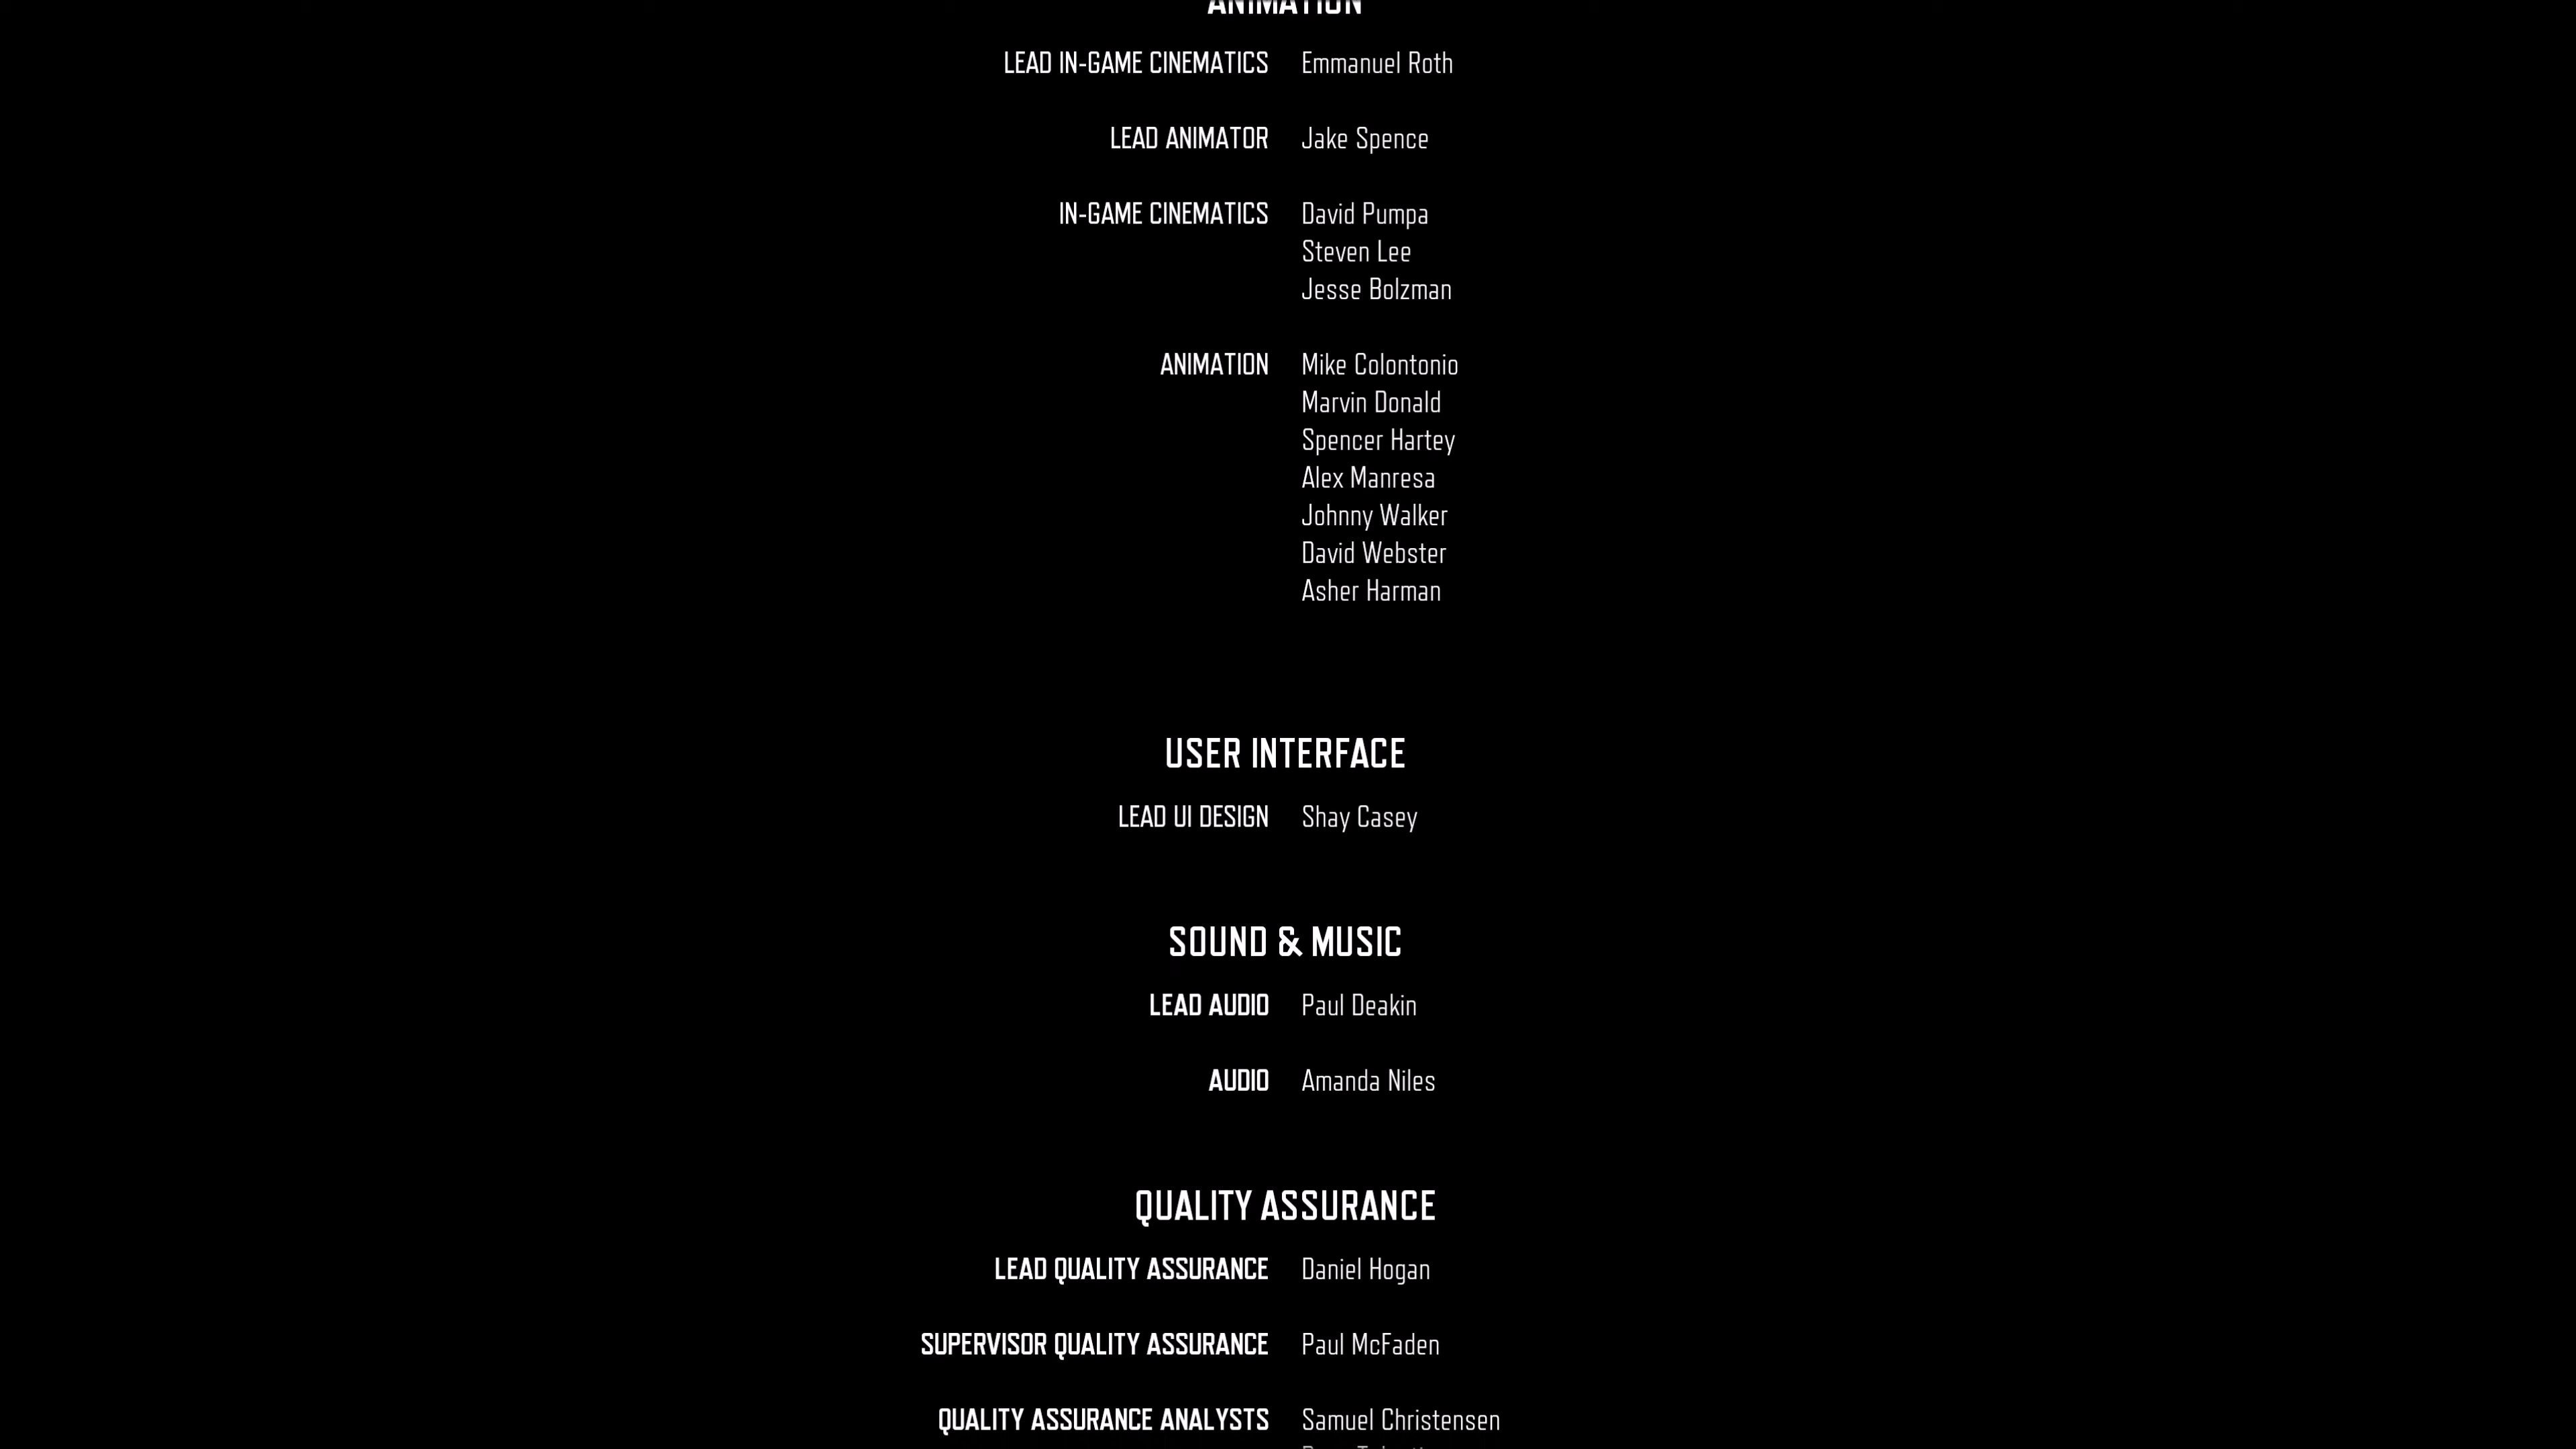 ANIMATION
LEAD IN-GAME CINEMATICS Emmanuel Roth
LEAD ANIMATOR Jake Spence
IN-GAME CINEMATICS David Pumpa
Steven Lee
Jesse Bolzman
ANIMATION Mike Colontonio
Marvin Donald
Spencer Hartey
Alex Manresa
Johnny Walker
David Webster
Asher Harman
USER INTERFACE
LEAD UI DESIGN Shay Casey
SOUND & MUSIC
LEAD AUDIO Paul Deakin
AUDIO Amanda Niles
QUALITY ASSURANCE
LEAD QUALITY ASSURANCE Daniel Hogan
SUPERVISOR QUALITY ASSURANCE Paul McFaden
QUALITY ASSURANCE ANALYSTS Samuel Christensen